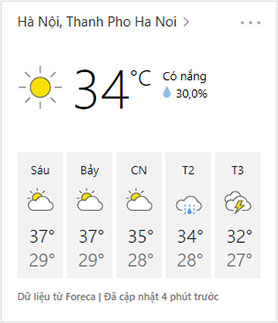 Hà Nội, Thanh Pho Ha Noi
34°C
Có nắng
30,0%
Sáu Bảy CN T2 T3
37° 37° 35° 34° 32°
29° 29° 28° 28° 27°
Dữ liệu từ Foreca | Đã cập nhật 4 phút trước